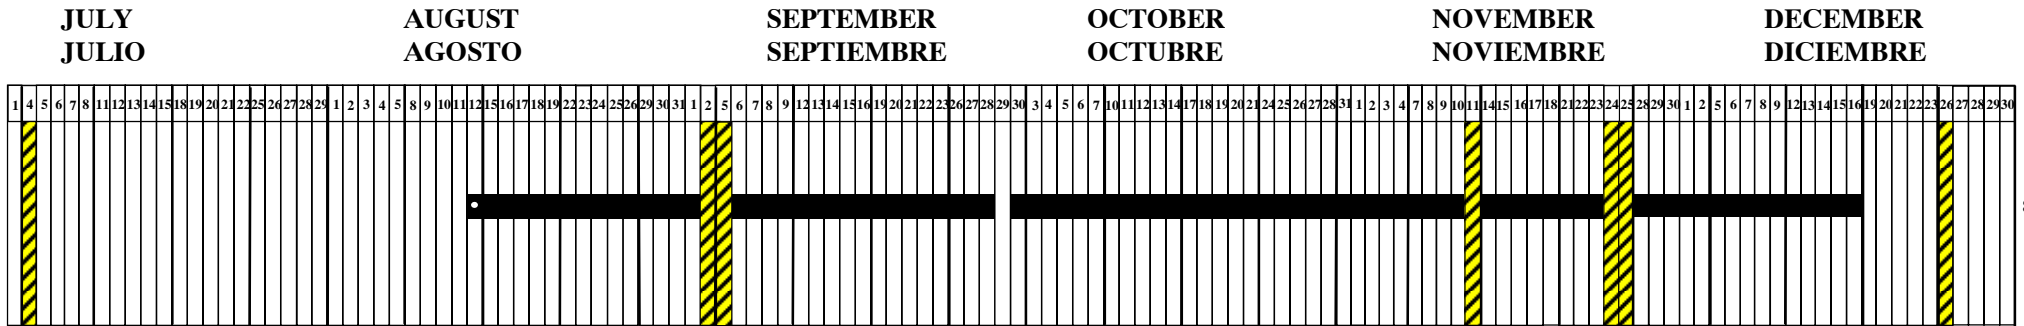 JULY AUGUST SEPTEMBER OCTOBER NOVEMBER DECEMBER
JULIO AGOSTO SEPTIEMBRE OCTUBRE NOVIEMBRE DICIEMBRE
1 4 5 6 7 8 11 12 13 14 15 18 19 20 21 22 25 26 27 28 29 1 2 3 4 5 8 9 10 11 12 15 16 17 18 19 22 23 24 25 26 29 30 31 1 2 5 6 7 8 9 12 13 14 15 16 19 20 21 22 23 26 27 28 29 30 3 4 5 6 7 10 11 12 13 14 17 18 19 20 21 24 25 26 27 28 31 1 2 3 4 7 8 9 10 11 14 15 16 17 18 21 22 23 24 25 28 29 30 1 2 5 6 7 8 9 12 13 14 15 16 19 20 21 22 23 26 27 28 29 30